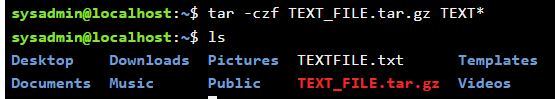 sysadmin@localhost:~$ tar -czf TEXT_FILE.tar.gz TEXT*
sysadmin@localhost:~$ ls
Desktop    Downloads  Pictures  TEXTFILE.txt      Templates
Documents  Music      Public    TEXT_FILE.tar.gz  Videos